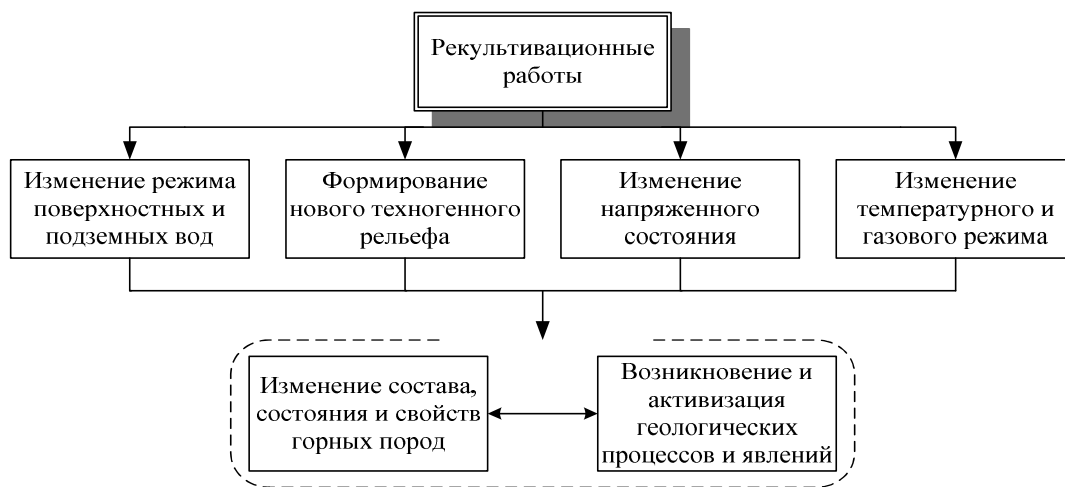 Рекультивационные
работы
Изменение режима
поверхностных и
подземных вод
Формирование
нового техногенного
рельефа
Изменение
напряженного
состояния
Изменение
температурного и
газового режима
Изменение состава,
состояния и свойств
горных пород
Возникновение и
активизация
геологических
процессов и явлений